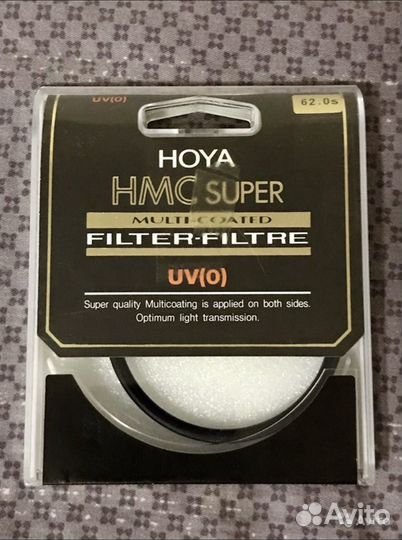 UV(0)
62.0s
HOYA
HMC SUPER
MULTI-COATED
FILTER-FILTRE
UV(0)
Super quality Multicoating is applied on both sides.
Optimum light transmission.
Avito